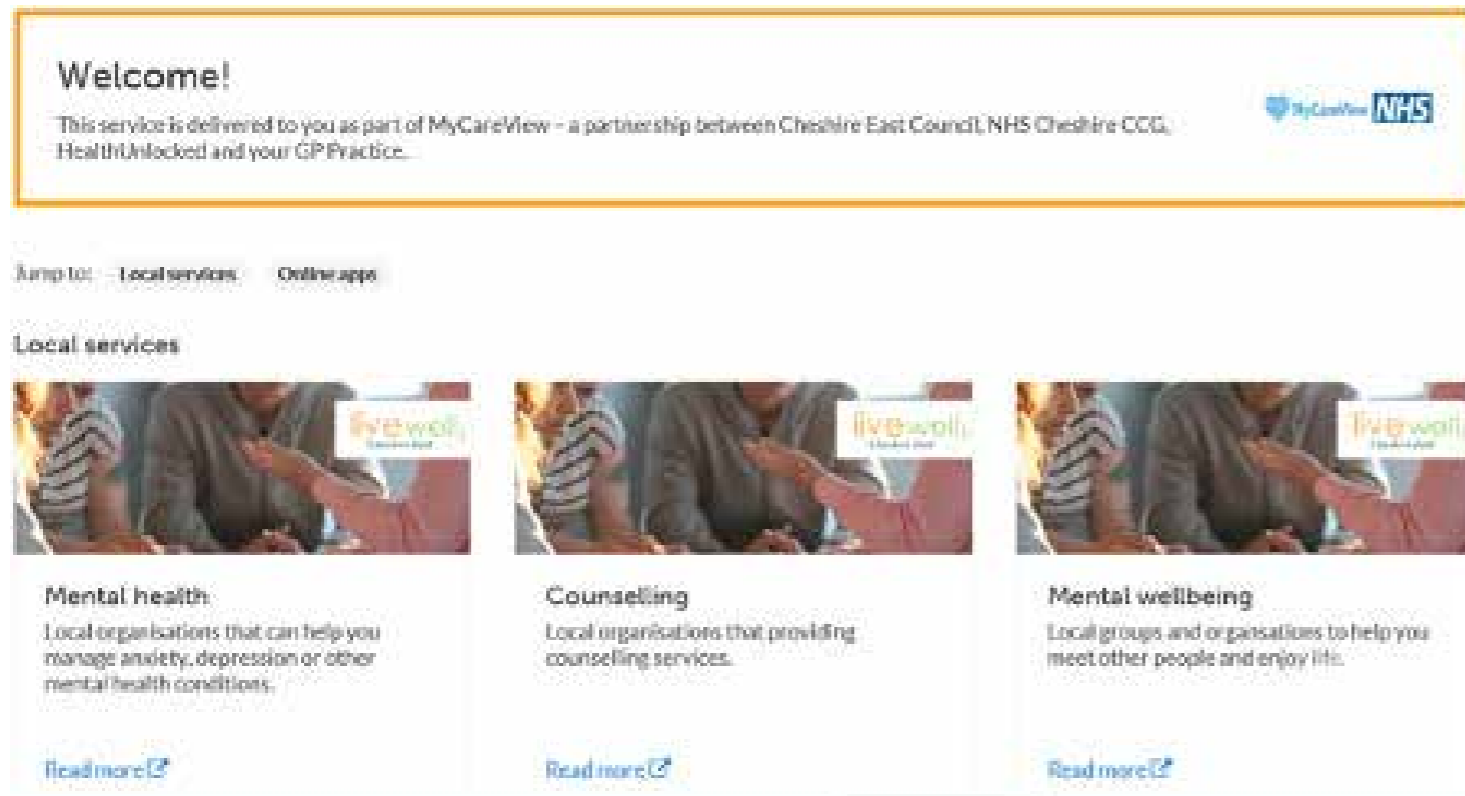 Welcome!
This service is delivered to you as part of MyCareView – a partnership between Cheshire East Council, NHS Cheshire CCG,
HealthUnlocked and your GP Practice.
MyCareView NHS
Jump to: Local services Online apps
Local services
livewell
livewell
livewell
Mental health
Local organisations that can help you
manage anxiety, depression or other
mental health conditions.
Read more
Counselling
Local organisations that providing
counselling services.
Read more
Mental wellbeing
Local groups and organsations to help you
meet other people and enjoy life.
Read more